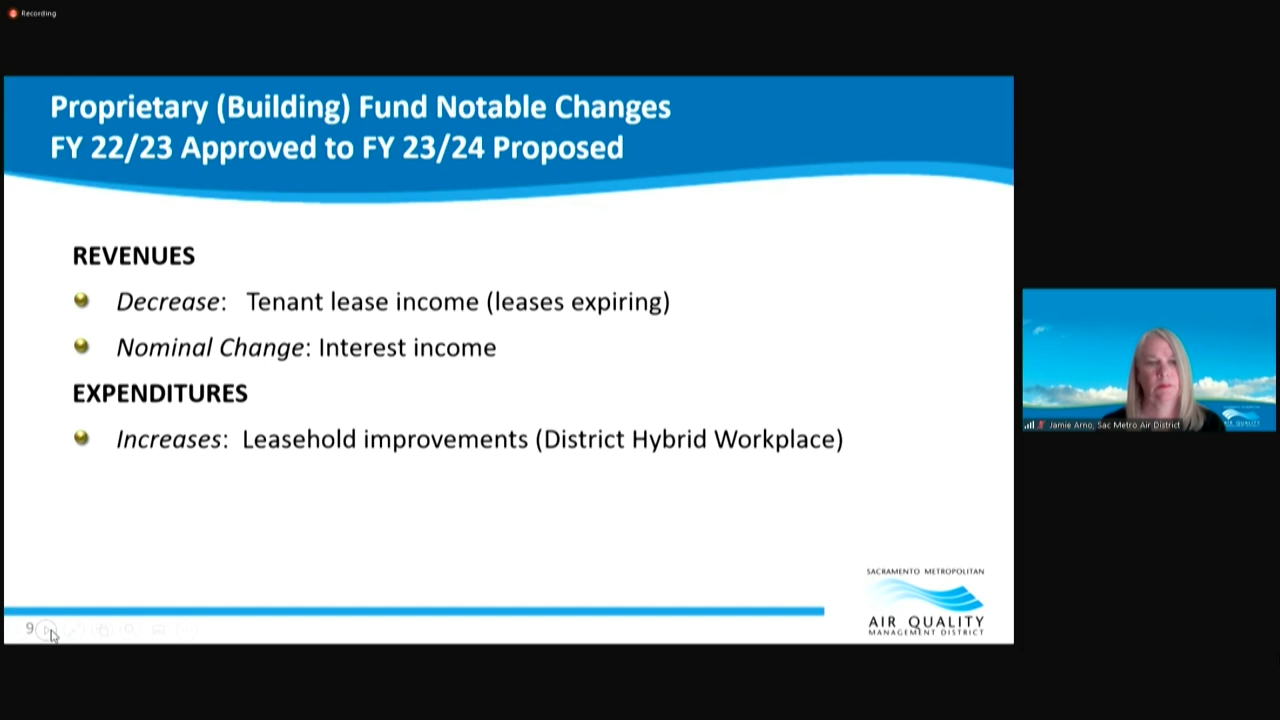 Recording
Proprietary (Building) Fund Notable Changes
FY 22/23 Approved to FY 23/24 Proposed
REVENUES
Decrease: Tenant lease income (leases expiring)
Nominal Change: Interest income
EXPENDITURES
Increases: Leasehold improvements (District Hybrid Workplace)
Jamie Arno, Sac Metro Air District
AIR QUALITY
SACRAMENTO METROPOLITAN
AIR QUALITY
MANAGEMENT DISTRICT
9